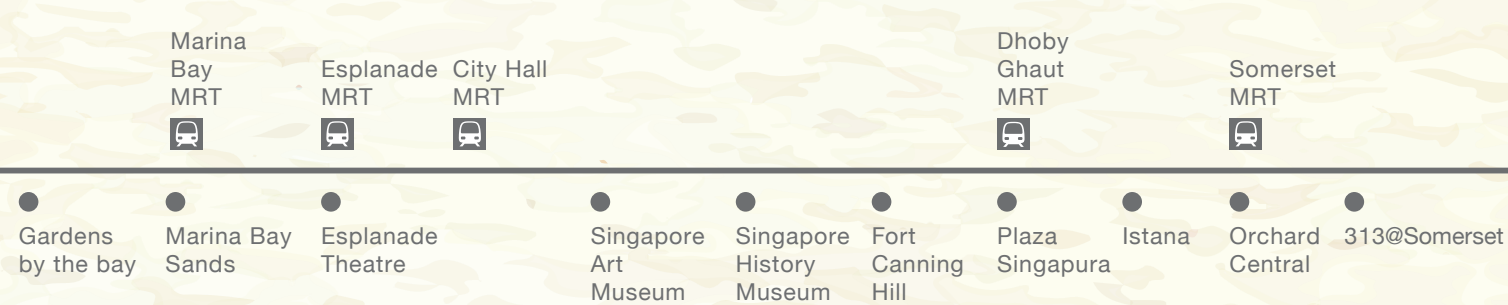 Marina
Bay
MRT
Esplanade
MRT
City Hall
MRT
Dhoby
Ghaut
MRT
Somerset
MRT
Gardens
by the bay
Marina Bay
Sands
Esplanade
Theatre
Singapore
Art
Museum
Singapore
History
Museum
Fort
Canning
Hill
Plaza
Singapura
Istana
Orchard
Central
313@Somerset